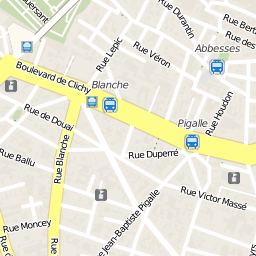 Rue Durantin
Rue Lepic
Rue Véron
Abbesses
Rue des
Boulevard de Clichy
Blanche
Rue de Douai
Pigalle
Rue Houdon
Rue Ballu
Rue Blanche
Rue Duperré
Rue Victor Massé
Rue Moncey
Rue Jean-Baptiste Pigalle